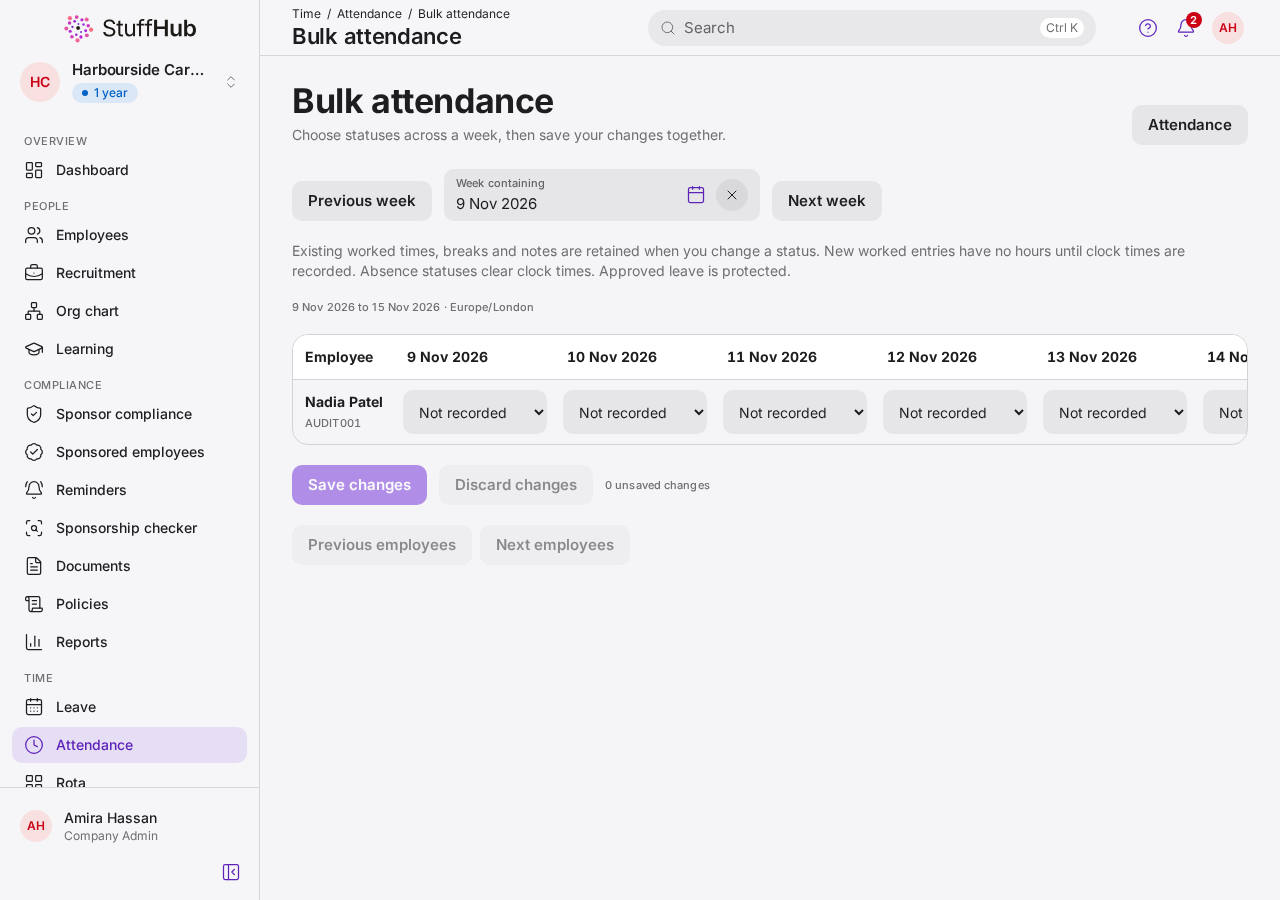 StuffHub
HC
Harbourside Car...
1 year
OVERVIEW
Dashboard
PEOPLE
Employees
Recruitment
Org chart
Learning
COMPLIANCE
Sponsor compliance
Sponsored employees
Reminders
Sponsorship checker
Documents
Policies
Reports
TIME
Leave
Attendance
Rota
AH
Amira Hassan
Company Admin
Time / Attendance / Bulk attendance
Bulk attendance
Search
Ctrl K
2
AH
Bulk attendance
Choose statuses across a week, then save your changes together.
Attendance
Previous week
Week containing
9 Nov 2026
Next week
Existing worked times, breaks and notes are retained when you change a status. New worked entries have no hours until clock times are
recorded. Absence statuses clear clock times. Approved leave is protected.
9 Nov 2026 to 15 Nov 2026 · Europe/London
Employee 9 Nov 2026 10 Nov 2026 11 Nov 2026 12 Nov 2026 13 Nov 2026 14 No
Nadia Patel Not recorded Not recorded Not recorded Not recorded Not recorded Not
AUDIT001
Save changes Discard changes 0 unsaved changes
Previous employees Next employees